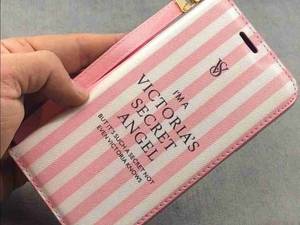 VS
I'M A
VICTORIA'S
SECRET
ANGEL
BUT IT'S SUCH A SECRET NOT
EVEN VICTORIA KNOWS